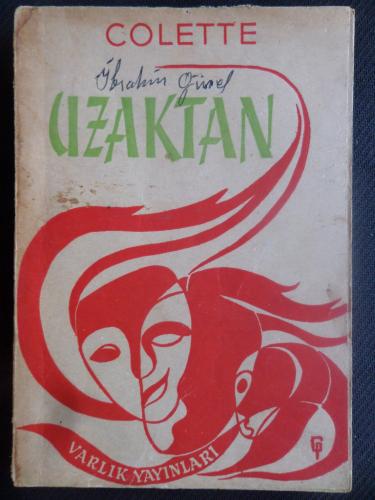 COLETTE
İbrahim Güzel
UZAKTAN
VARLIK YAYINLARI